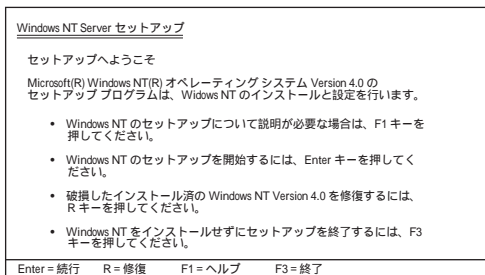 Windows NT Server セットアップ
セットアップへようこそ
Microsoft(R) Windows NT(R) オペレーティング システム Version 4.0 の
セットアップ プログラムは、Widows NT のインストールと設定を行います。
• Windows NT のセットアップについて説明が必要な場合は、F1 キーを
押してください。
• Windows NT のセットアップを開始するには、Enter キーを押してく
ださい。
• 破損したインストール済の Windows NT Version 4.0 を修復するには、
R キーを押してください。
• Windows NT をインストールせずにセットアップを終了するには、F3
キーを押してください。
Enter = 続行 R = 修復 F1 = ヘルプ F3 = 終了